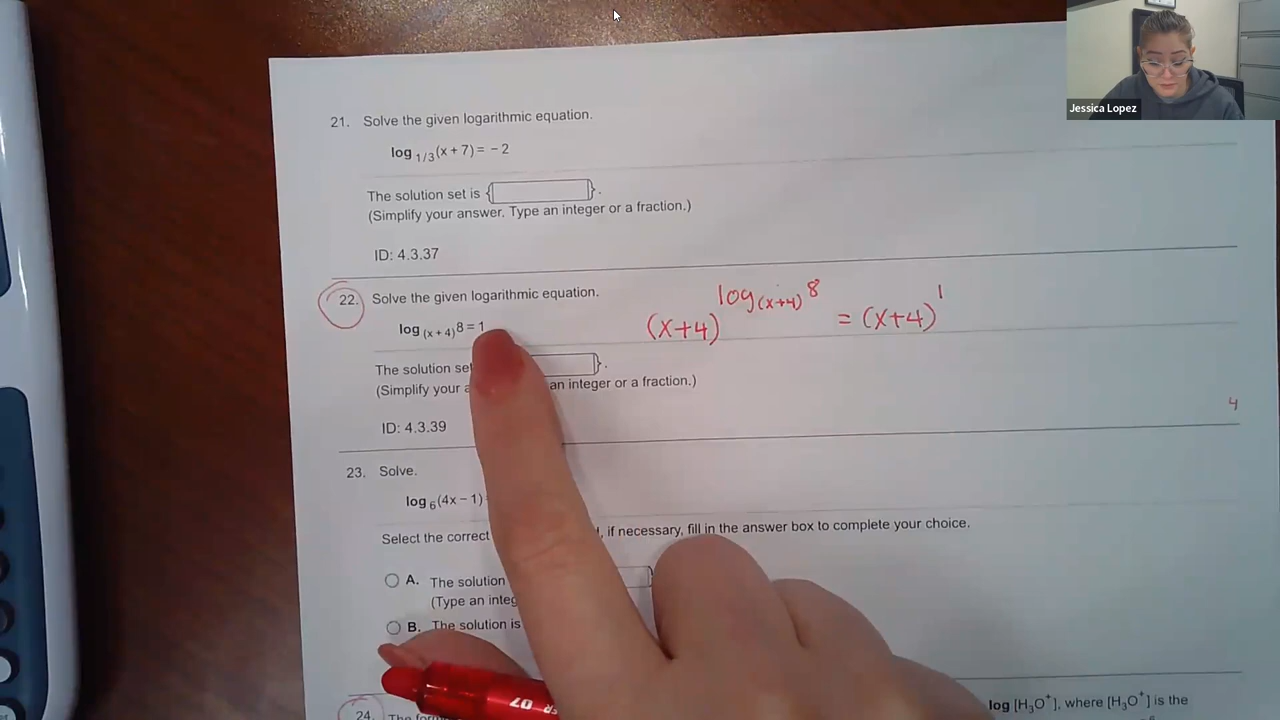 Jessica Lopez
21. Solve the given logarithmic equation.
log 1/3 (x + 7) = − 2
The solution set is { }.
(Simplify your answer. Type an integer or a fraction.)
ID: 4.3.37
22. Solve the given logarithmic equation.
log (x + 4) 8 = 1
(x+4)^log(x+4) 8 = (x+4)^1
The solution }.
(Simplify your an integer or a fraction.)
4
ID: 4.3.39
23. Solve.
log 6 (4x − 1)
Select the correct , if necessary, fill in the answer box to complete your choice.
A. The solution
(Type an
B. The solution is
24. The log [H3O+], where [H3O+] is the